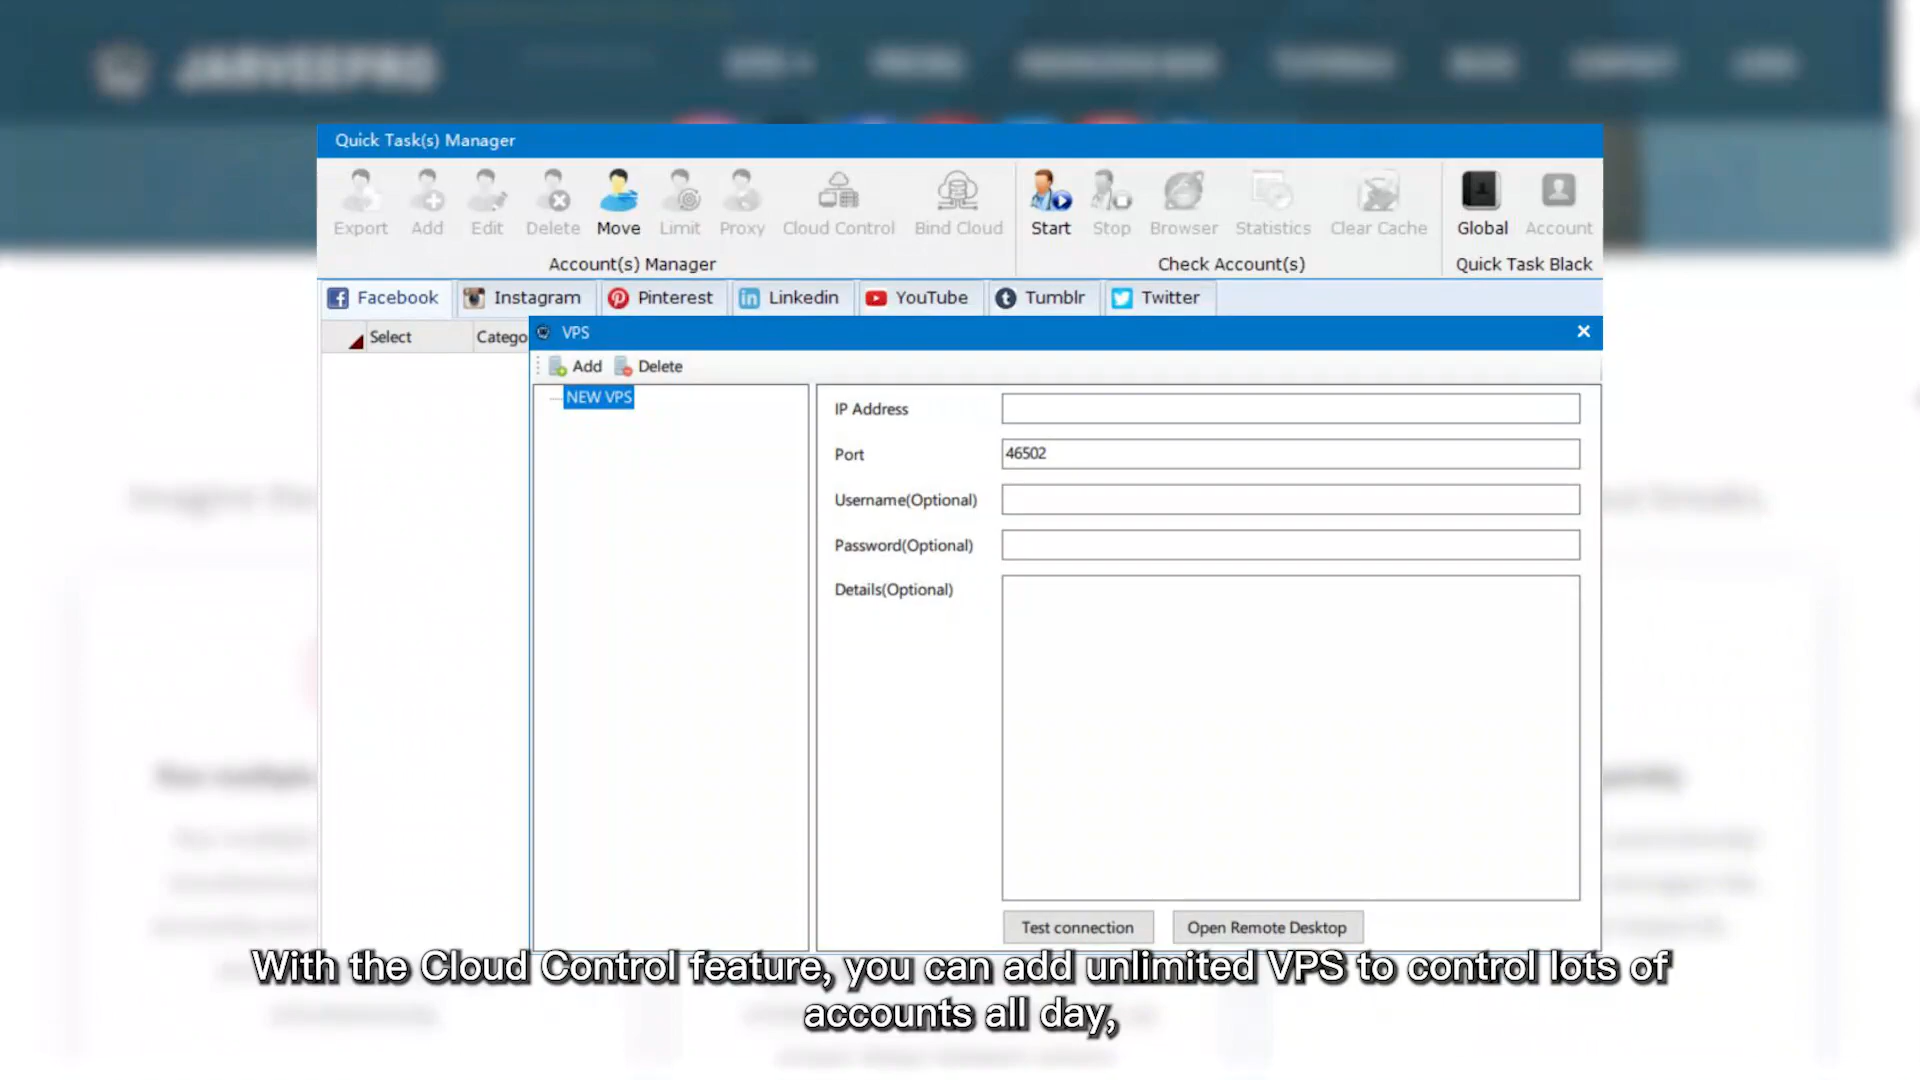 JARVEEPRO
Quick Task(s) Manager
Export Add Edit Delete Move Limit Proxy Cloud Control Bind Cloud Start Stop Browser Statistics Clear Cache Global Account
Account(s) Manager Check Account(s) Quick Task Black
Facebook Instagram Pinterest Linkedin YouTube Tumblr Twitter
Select Catego
VPS
Add Delete
NEW VPS
IP Address
Port 46502
Username(Optional)
Password(Optional)
Details(Optional)
Test connection Open Remote Desktop
With the Cloud Control feature, you can add unlimited VPS to control lots of
accounts all day,